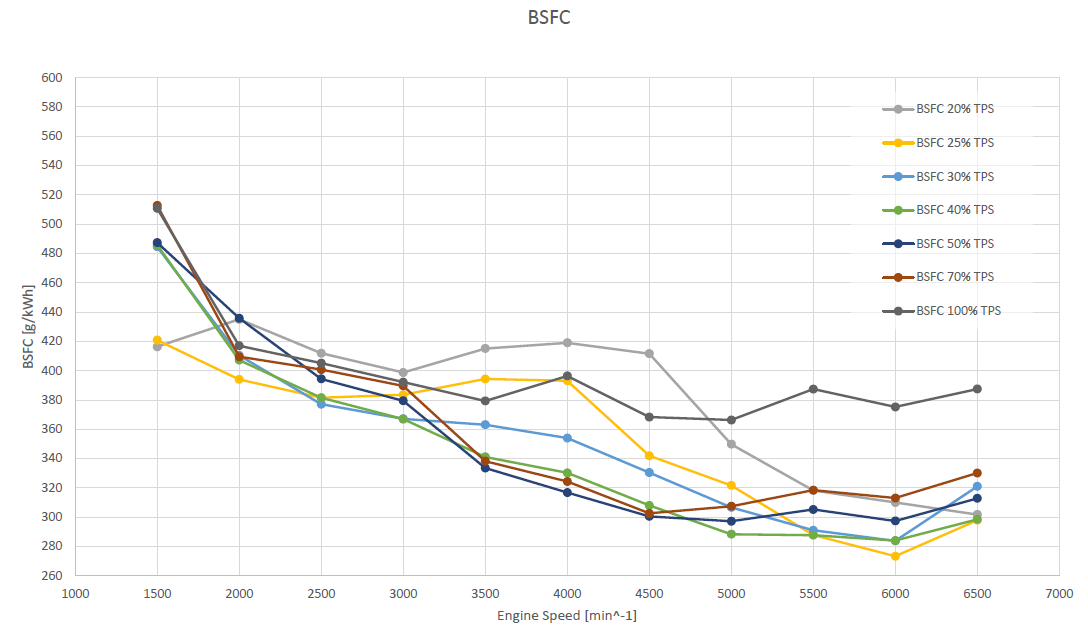 BSFC
600
580
560
540
520
500
480
460
440
420
400
380
360
340
320
300
280
260
BSFC [g/kWh]
1000 1500 2000 2500 3000 3500 4000 4500 5000 5500 6000 6500 7000
Engine Speed [min^-1]
BSFC 20% TPS
BSFC 25% TPS
BSFC 30% TPS
BSFC 40% TPS
BSFC 50% TPS
BSFC 70% TPS
BSFC 100% TPS